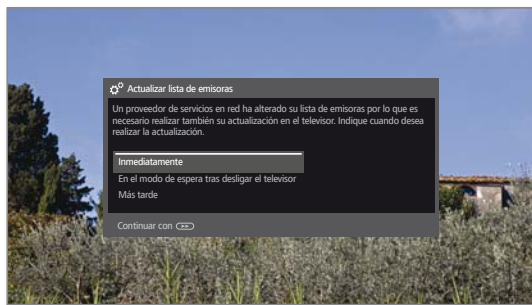 Actualizar lista de emisoras
Un proveedor de servicios en red ha alterado su lista de emisoras por lo que es
necesario realizar también su actualización en el televisor. Indique cuando desea
realizar la actualización.
Inmediatamente
En el modo de espera tras desligar el televisor
Más tarde
Continuar con